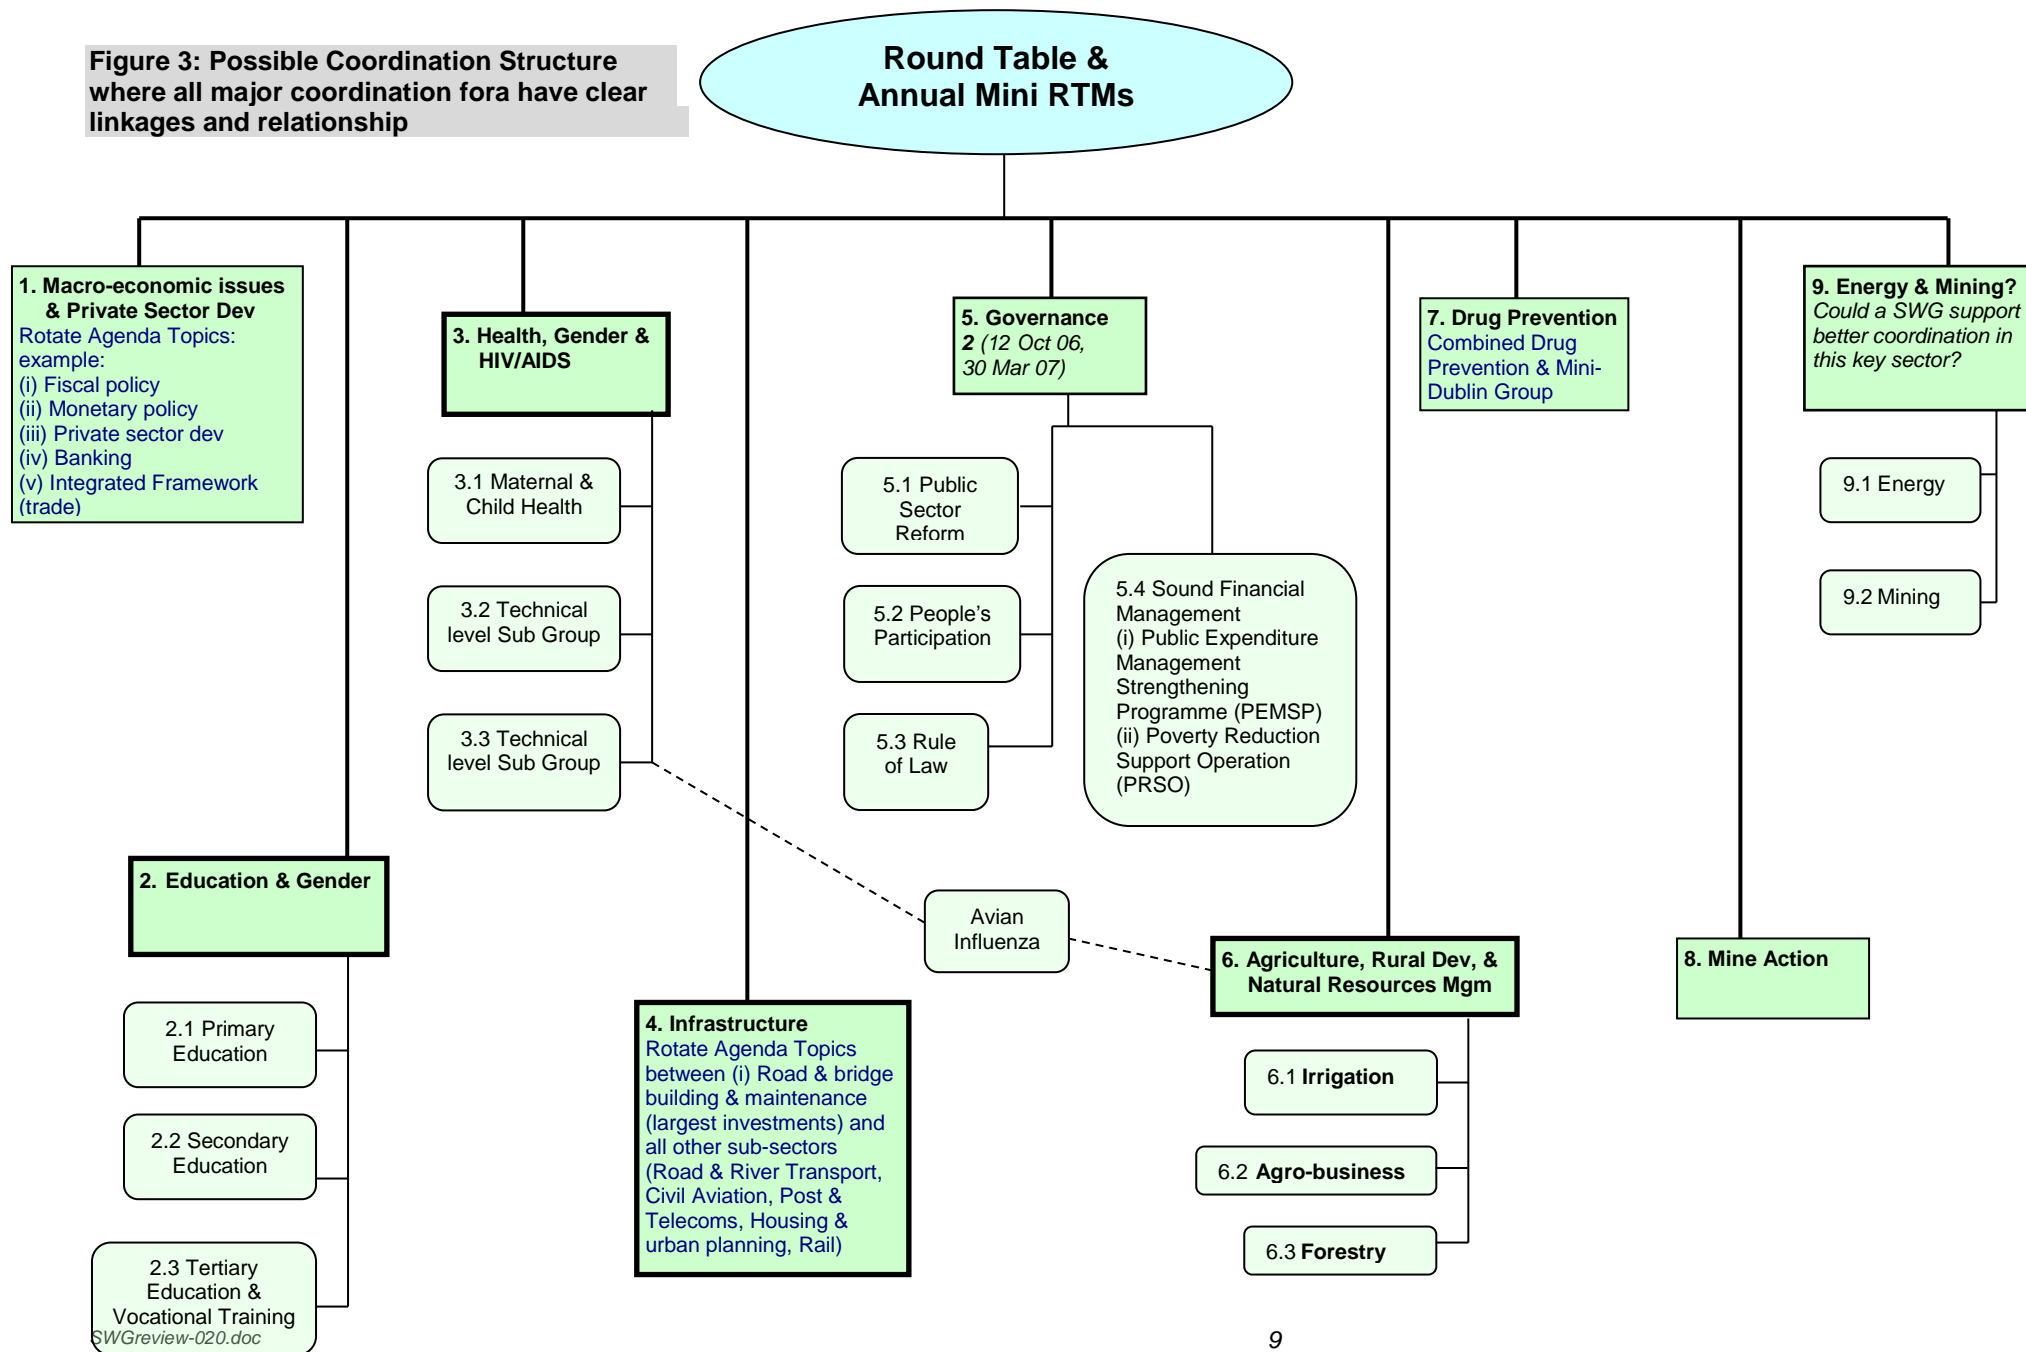 Figure 3: Possible Coordination Structure
where all major coordination fora have clear
linkages and relationship
Round Table &
Annual Mini RTMs
1. Macro-economic issues
& Private Sector Dev
Rotate Agenda Topics:
example:
(i) Fiscal policy
(ii) Monetary policy
(iii) Private sector dev
(iv) Banking
(v) Integrated Framework
(trade)
2. Education & Gender
2.1 Primary
Education
2.2 Secondary
Education
2.3 Tertiary
Education &
Vocational Training
3. Health, Gender &
HIV/AIDS
3.1 Maternal &
Child Health
3.2 Technical
level Sub Group
3.3 Technical
level Sub Group
Avian
Influenza
4. Infrastructure
Rotate Agenda Topics
between (i) Road & bridge
building & maintenance
(largest investments) and
all other sub-sectors
(Road & River Transport,
Civil Aviation, Post &
Telecoms, Housing &
urban planning, Rail)
5. Governance
2 (12 Oct 06,
30 Mar 07)
5.1 Public
Sector
Reform
5.2 People’s
Participation
5.3 Rule
of Law
5.4 Sound Financial
Management
(i) Public Expenditure
Management
Strengthening
Programme (PEMSP)
(ii) Poverty Reduction
Support Operation
(PRSO)
6. Agriculture, Rural Dev, &
Natural Resources Mgm
6.1 Irrigation
6.2 Agro-business
6.3 Forestry
7. Drug Prevention
Combined Drug
Prevention & Mini-
Dublin Group
8. Mine Action
9. Energy & Mining?
Could a SWG support
better coordination in
this key sector?
9.1 Energy
9.2 Mining
SWGreview-020.doc
9